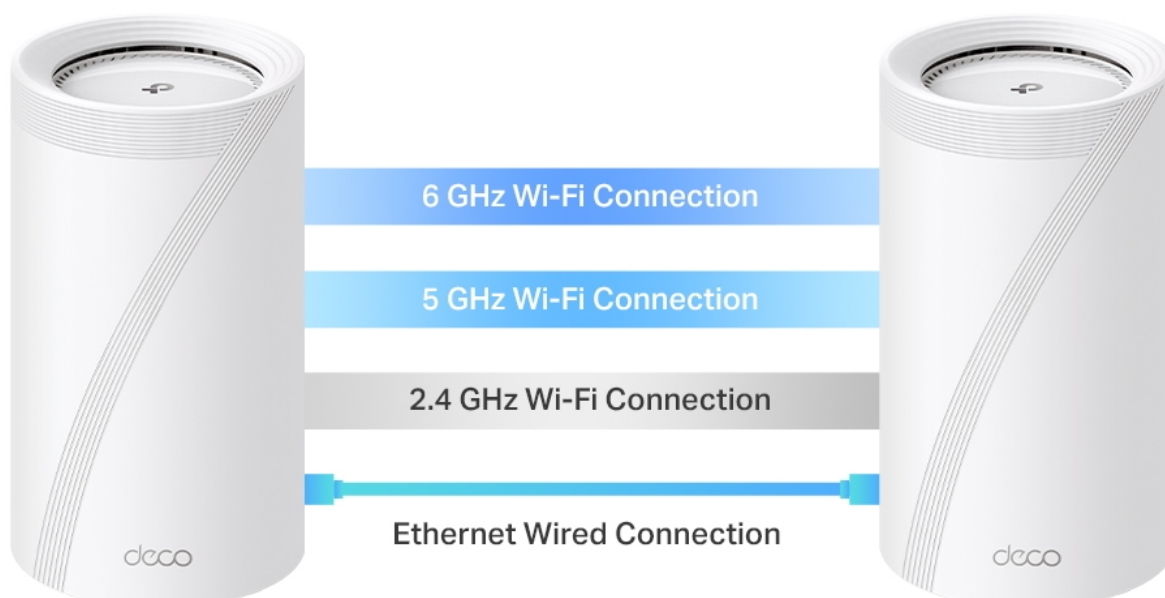 6 GHz Wi-Fi Connection
5 GHz Wi-Fi Connection
2.4 GHz Wi-Fi Connection
Ethernet Wired Connection
deco
deco